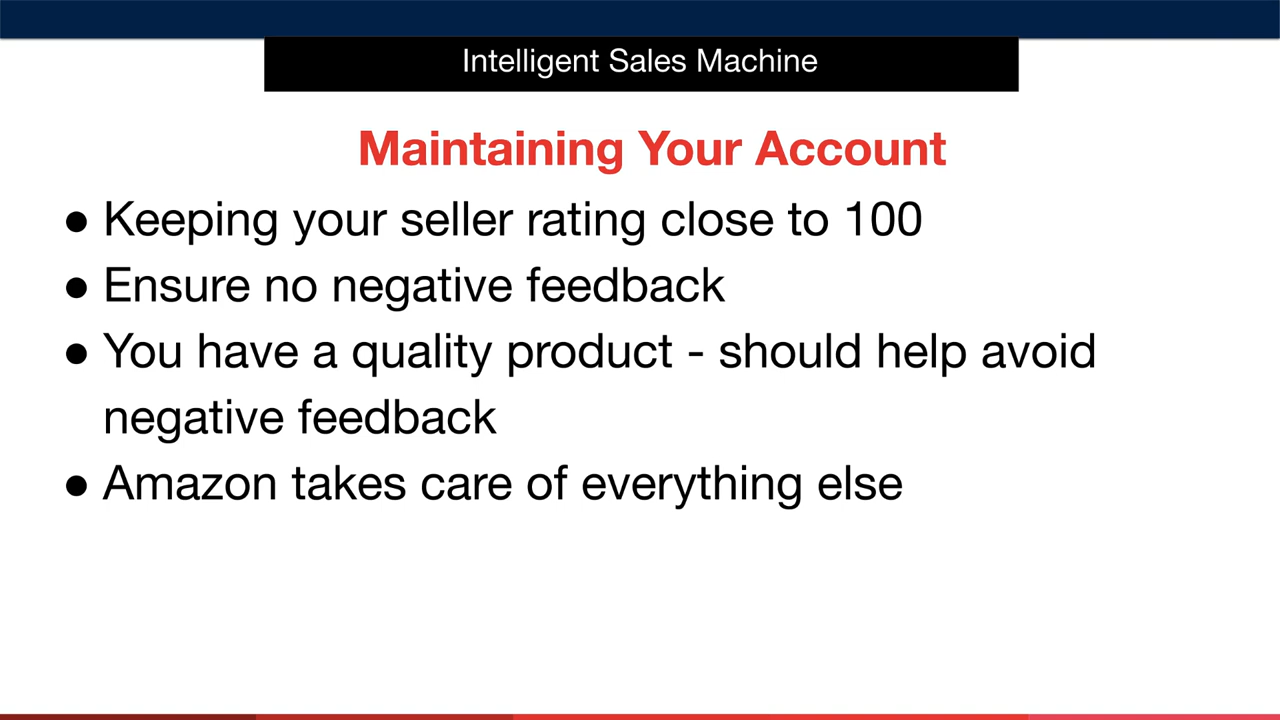 Intelligent Sales Machine
Maintaining Your Account
● Keeping your seller rating close to 100
● Ensure no negative feedback
● You have a quality product - should help avoid
negative feedback
● Amazon takes care of everything else